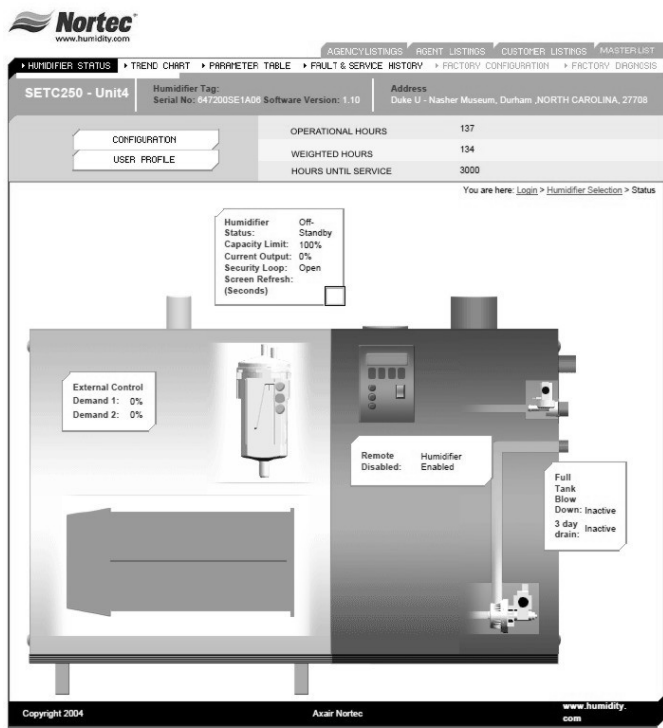 Nortec
www.humidity.com
AGENCYLISTINGS AGENT LISTINGS CUSTOMER LISTINGS MASTERLIST
HUMIDIFIER STATUS TREND CHART PARAMETER TABLE FAULT & SERVICE HISTORY FACTORY CONFIGURATION FACTORY DIAGNOSIS
SETC250 - Unit4
Humidifier Tag:
Serial No: 647200SE1A06 Software Version: 1.10
Address
Duke U - Nasher Museum, Durham ,NORTH CAROLINA, 27708
CONFIGURATION
USER PROFILE
OPERATIONAL HOURS 137
WEIGHTED HOURS 134
HOURS UNTIL SERVICE 3000
You are here: Login > Humidifier Selection > Status
Humidifier Off-
Status: Standby
Capacity Limit: 100%
Current Output: 0%
Security Loop: Open
Screen Refresh:
(Seconds)
External Control
Demand 1: 0%
Demand 2: 0%
Remote Humidifier
Disabled: Enabled
Full
Tank
Blow
Down: Inactive
3 day
drain: Inactive
Copyright 2004
Axair Nortec
www.humidity.
com